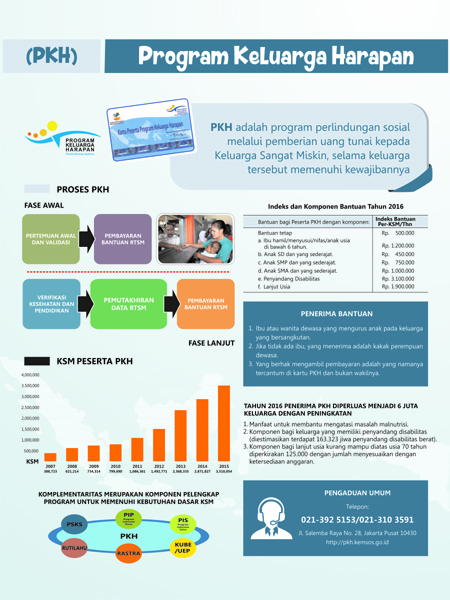 (PKH)
Program Keluarga Harapan
PROGRAM
KELUARGA
HARAPAN
Kartu Peserta Program Keluarga Harapan
PKH adalah program perlindungan sosial
melalui pemberian uang tunai kepada
Keluarga Sangat Miskin, selama keluarga
tersebut memenuhi kewajibannya
PROSES PKH
FASE AWAL
PERTEMUAN AWAL
DAN VALIDASI
PEMBAYARAN
BANTUAN RTSM
VERIFIKASI
KESEHATAN DAN
PENDIDIKAN
PEMUTAKHIRAN
DATA RTSM
PEMBAYARAN
BANTUAN RTSM
FASE LANJUT
KSM PESERTA PKH
4,000,000
3,500,000
3,000,000
2,500,000
2,000,000
1,500,000
1,000,000
500,000
KSM
2007 2008 2009 2010 2011 2012 2013 2014 2015
KOMPLEMENTARITAS MERUPAKAN KOMPONEN PELENGKAP
PROGRAM UNTUK MEMENUHI KEBUTUHAN DASAR KSM
PSKS
PIP
PIS
PKH
RUTILAHU
RASTRA
KUBE
/UEP
Indeks dan Komponen Bantuan Tahun 2016
Bantuan bagi Peserta PKH dengan komponen: Indeks Bantuan
Per-KSM/Thn
Bantuan tetap Rp. 500.000
a. Ibu hamil/menyusui/nifas/anak usia
di bawah 6 tahun. Rp. 1.200.000
b. Anak SD dan yang sederajat. Rp. 450.000
c. Anak SMP dan yang sederajat. Rp. 750.000
d. Anak SMA dan yang sederajat. Rp. 1.000.000
e. Penyandang Disabilitas Rp. 3.100.000
f. Lanjut Usia Rp. 1.900.000
PENERIMA BANTUAN
1. Ibu atau wanita dewasa yang mengurus anak pada keluarga
yang bersangkutan.
2. Jika tidak ada ibu, yang menerima adalah kakak perempuan
dewasa.
3. Yang berhak mengambil pembayaran adalah yang namanya
tercantum di kartu PKH dan bukan wakilnya.
TAHUN 2016 PENERIMA PKH DIPERLUAS MENJADI 6 JUTA
KELUARGA DENGAN PENINGKATAN
1. Manfaat untuk membantu mengatasi masalah malnutrisi.
2. Komponen bagi keluarga yang memiliki penyandang disabilitas
(diestimasikan terdapat 163.323 jiwa penyandang disabilitas berat).
3. Komponen bagi lanjut usia kurang mampu diatas usia 70 tahun
diperkirakan 125.000 dengan jumlah menyesuaikan dengan
ketersediaan anggaran.
PENGADUAN UMUM
Telepon:
021-392 5153/021-310 3591
Jl. Salemba Raya No. 28, Jakarta Pusat 10430
http://pkh.kemsos.go.id